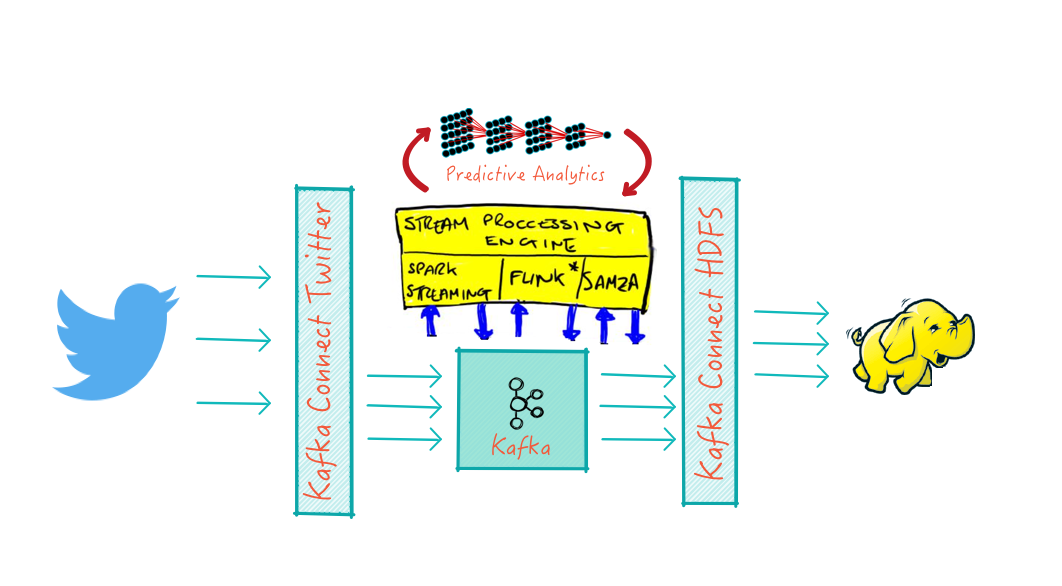 Predictive Analytics
STREAM PROCCESSING
ENGINE
SPARK
STREAMING
FLINK*
SAMZA
Kafka Connect Twitter
Kafka
Kafka Connect HDFS